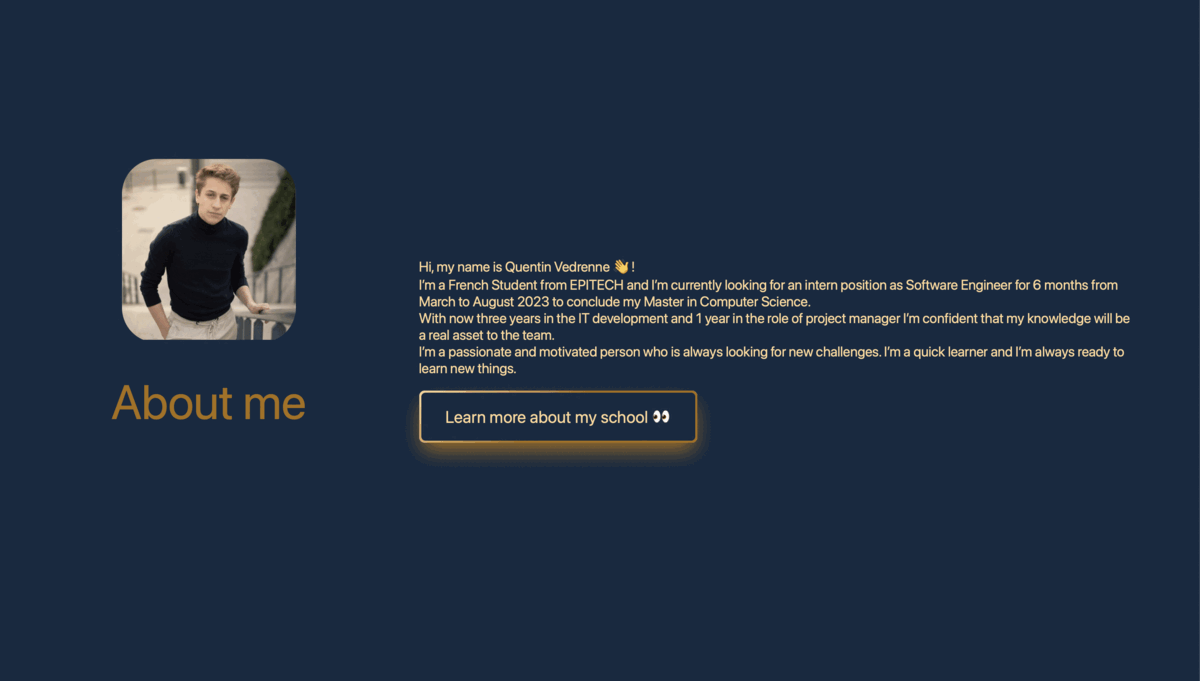 About me
Hi, my name is Quentin Vedrenne 👋 !
I'm a French Student from EPITECH and I'm currently looking for an intern position as Software Engineer for 6 months from
March to August 2023 to conclude my Master in Computer Science.
With now three years in the IT development and 1 year in the role of project manager I'm confident that my knowledge will be
a real asset to the team.
I'm a passionate and motivated person who is always looking for new challenges. I'm a quick learner and I'm always ready to
learn new things.
Learn more about my school 👀